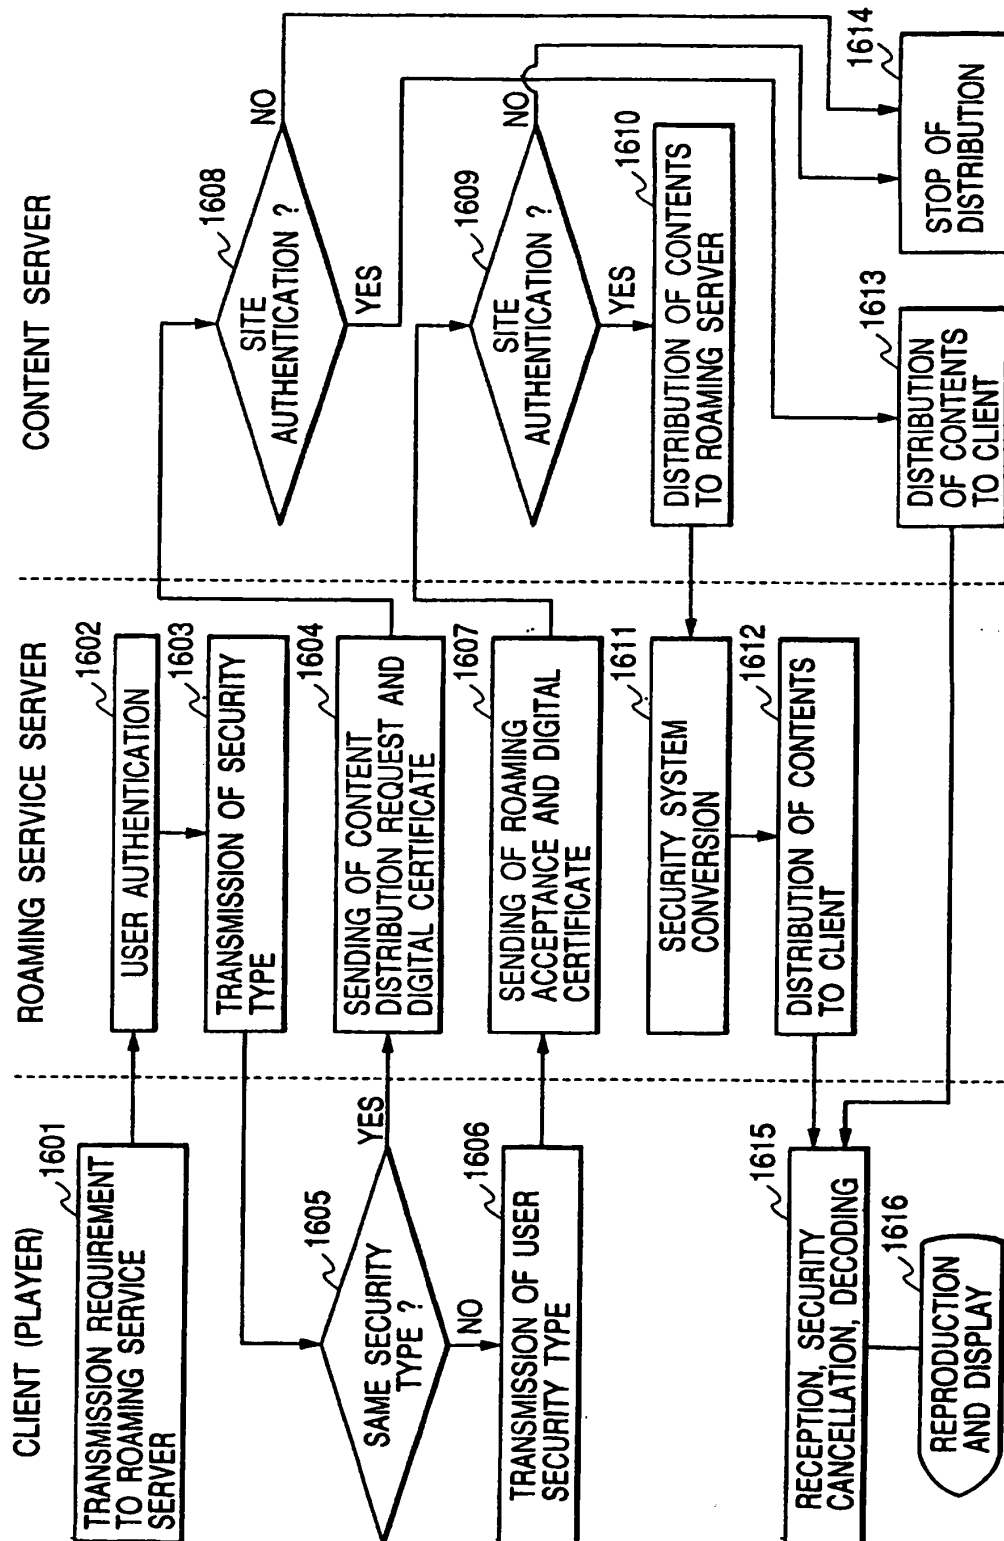 CLIENT (PLAYER)
ROAMING SERVICE SERVER
CONTENT SERVER
1601
TRANSMISSION REQUIREMENT
TO ROAMING SERVICE
SERVER
1602
USER AUTHENTICATION
1603
TRANSMISSION OF SECURITY
TYPE
1605
SAME SECURITY
TYPE ?
YES
NO
1604
SENDING OF CONTENT
DISTRIBUTION REQUEST AND
DIGITAL CERTIFICATE
1606
TRANSMISSION OF USER
SECURITY TYPE
1607
SENDING OF ROAMING
ACCEPTANCE AND DIGITAL
CERTIFICATE
1608
SITE
AUTHENTICATION ?
NO
YES
1609
SITE
AUTHENTICATION ?
NO
YES
1610
DISTRIBUTION OF CONTENTS
TO ROAMING SERVER
1611
SECURITY SYSTEM
CONVERSION
1612
DISTRIBUTION OF CONTENTS
TO CLIENT
1613
DISTRIBUTION
OF CONTENTS
TO CLIENT
1614
STOP OF
DISTRIBUTION
1615
RECEPTION, SECURITY
CANCELLATION, DECODING
1616
REPRODUCTION
AND DISPLAY